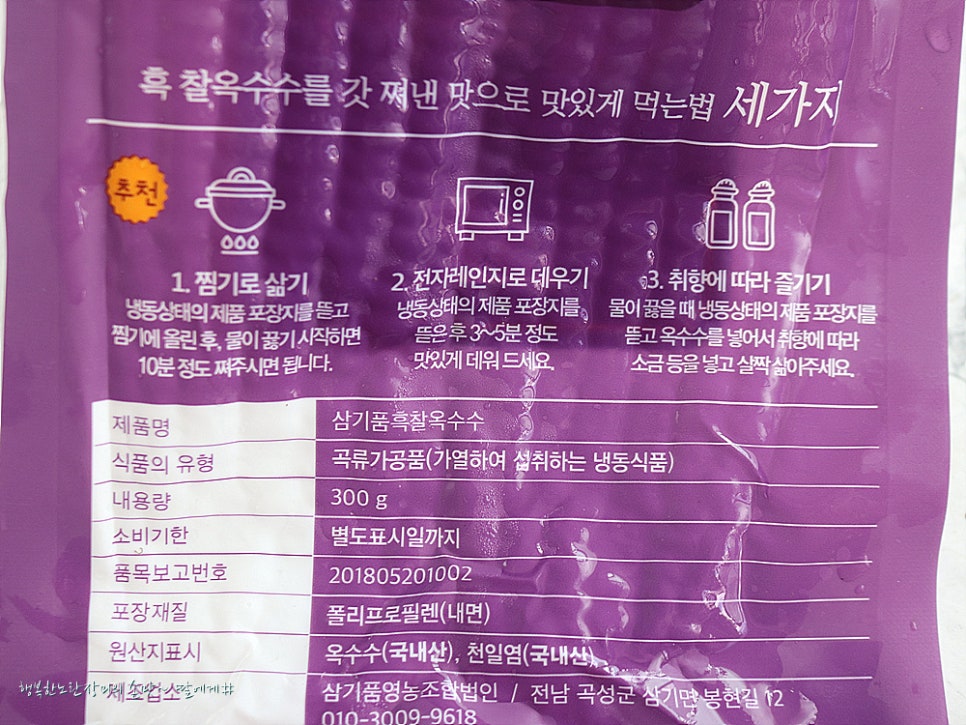 흑 찰옥수수를 갓 쪄낸 맛으로 맛있게 먹는법 세가지
추천
1. 찜기로 삶기
냉동상태의 제품 포장지를 뜯고
찜기에 올린 후, 물이 끓기 시작하면
10분 정도 쪄주시면 됩니다.
2. 전자레인지로 데우기
냉동상태의 제품 포장지를
뜯은 후 3~5분 정도
맛있게 데워 드세요.
3. 취향에 따라 즐기기
물이 끓을 때 냉동상태의 제품 포장지를
뜯고 옥수수를 넣어서 취향에 따라
소금 등을 넣고 살짝 삶아주세요.
제품명 삼기품흑찰옥수수
식품의 유형 곡류가공품(가열하여 섭취하는 냉동식품)
내용량 300 g
소비기한 별도표시일까지
품목보고번호 201805201002
포장재질 폴리프로필렌(내면)
원산지표시 옥수수(국내산), 천일염(국내산)
제조업소 삼기품영농조합법인 / 전남 곡성군 삼기면 봉현길 12
010-3009-9618